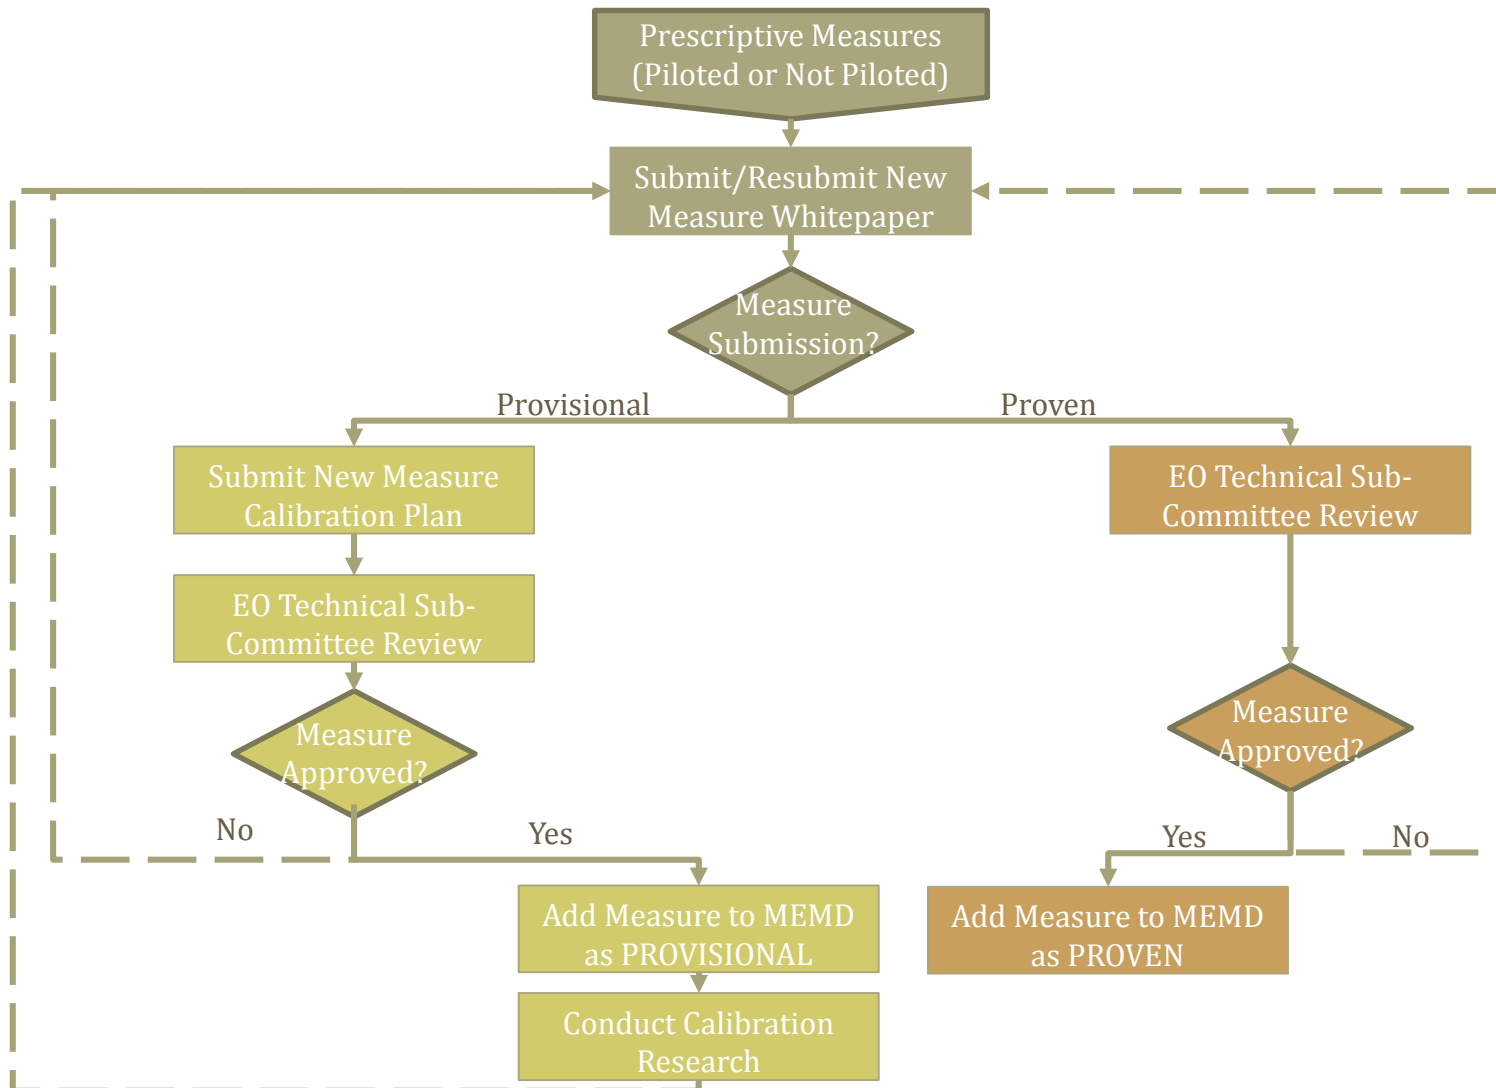 Prescriptive Measures
(Piloted or Not Piloted)
Submit/Resubmit New
Measure Whitepaper
Measure
Submission?
Provisional
Proven
Submit New Measure
Calibration Plan
EO Technical Sub-
Committee Review
EO Technical Sub-
Committee Review
Measure
Approved?
Measure
Approved?
No
Yes
Yes
No
Add Measure to MEMD
as PROVISIONAL
Add Measure to MEMD
as PROVEN
Conduct Calibration
Research